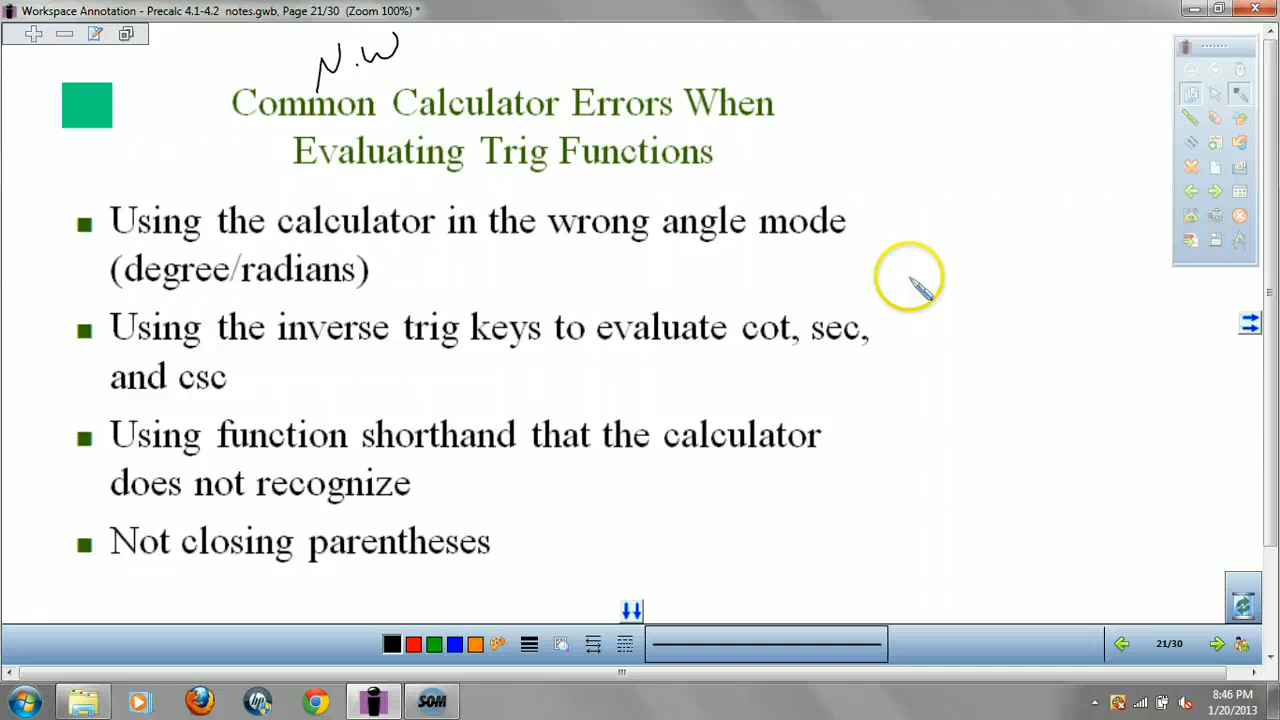 Workspace Annotation - Precalc 4.1-4.2 notes.gwb, Page 21/30 (Zoom 100%) *
N.W
Common Calculator Errors When
Evaluating Trig Functions
Using the calculator in the wrong angle mode
(degree/radians)
Using the inverse trig keys to evaluate cot, sec,
and csc
Using function shorthand that the calculator
does not recognize
Not closing parentheses
21/30
hp
SOM
8:46 PM
1/20/2013